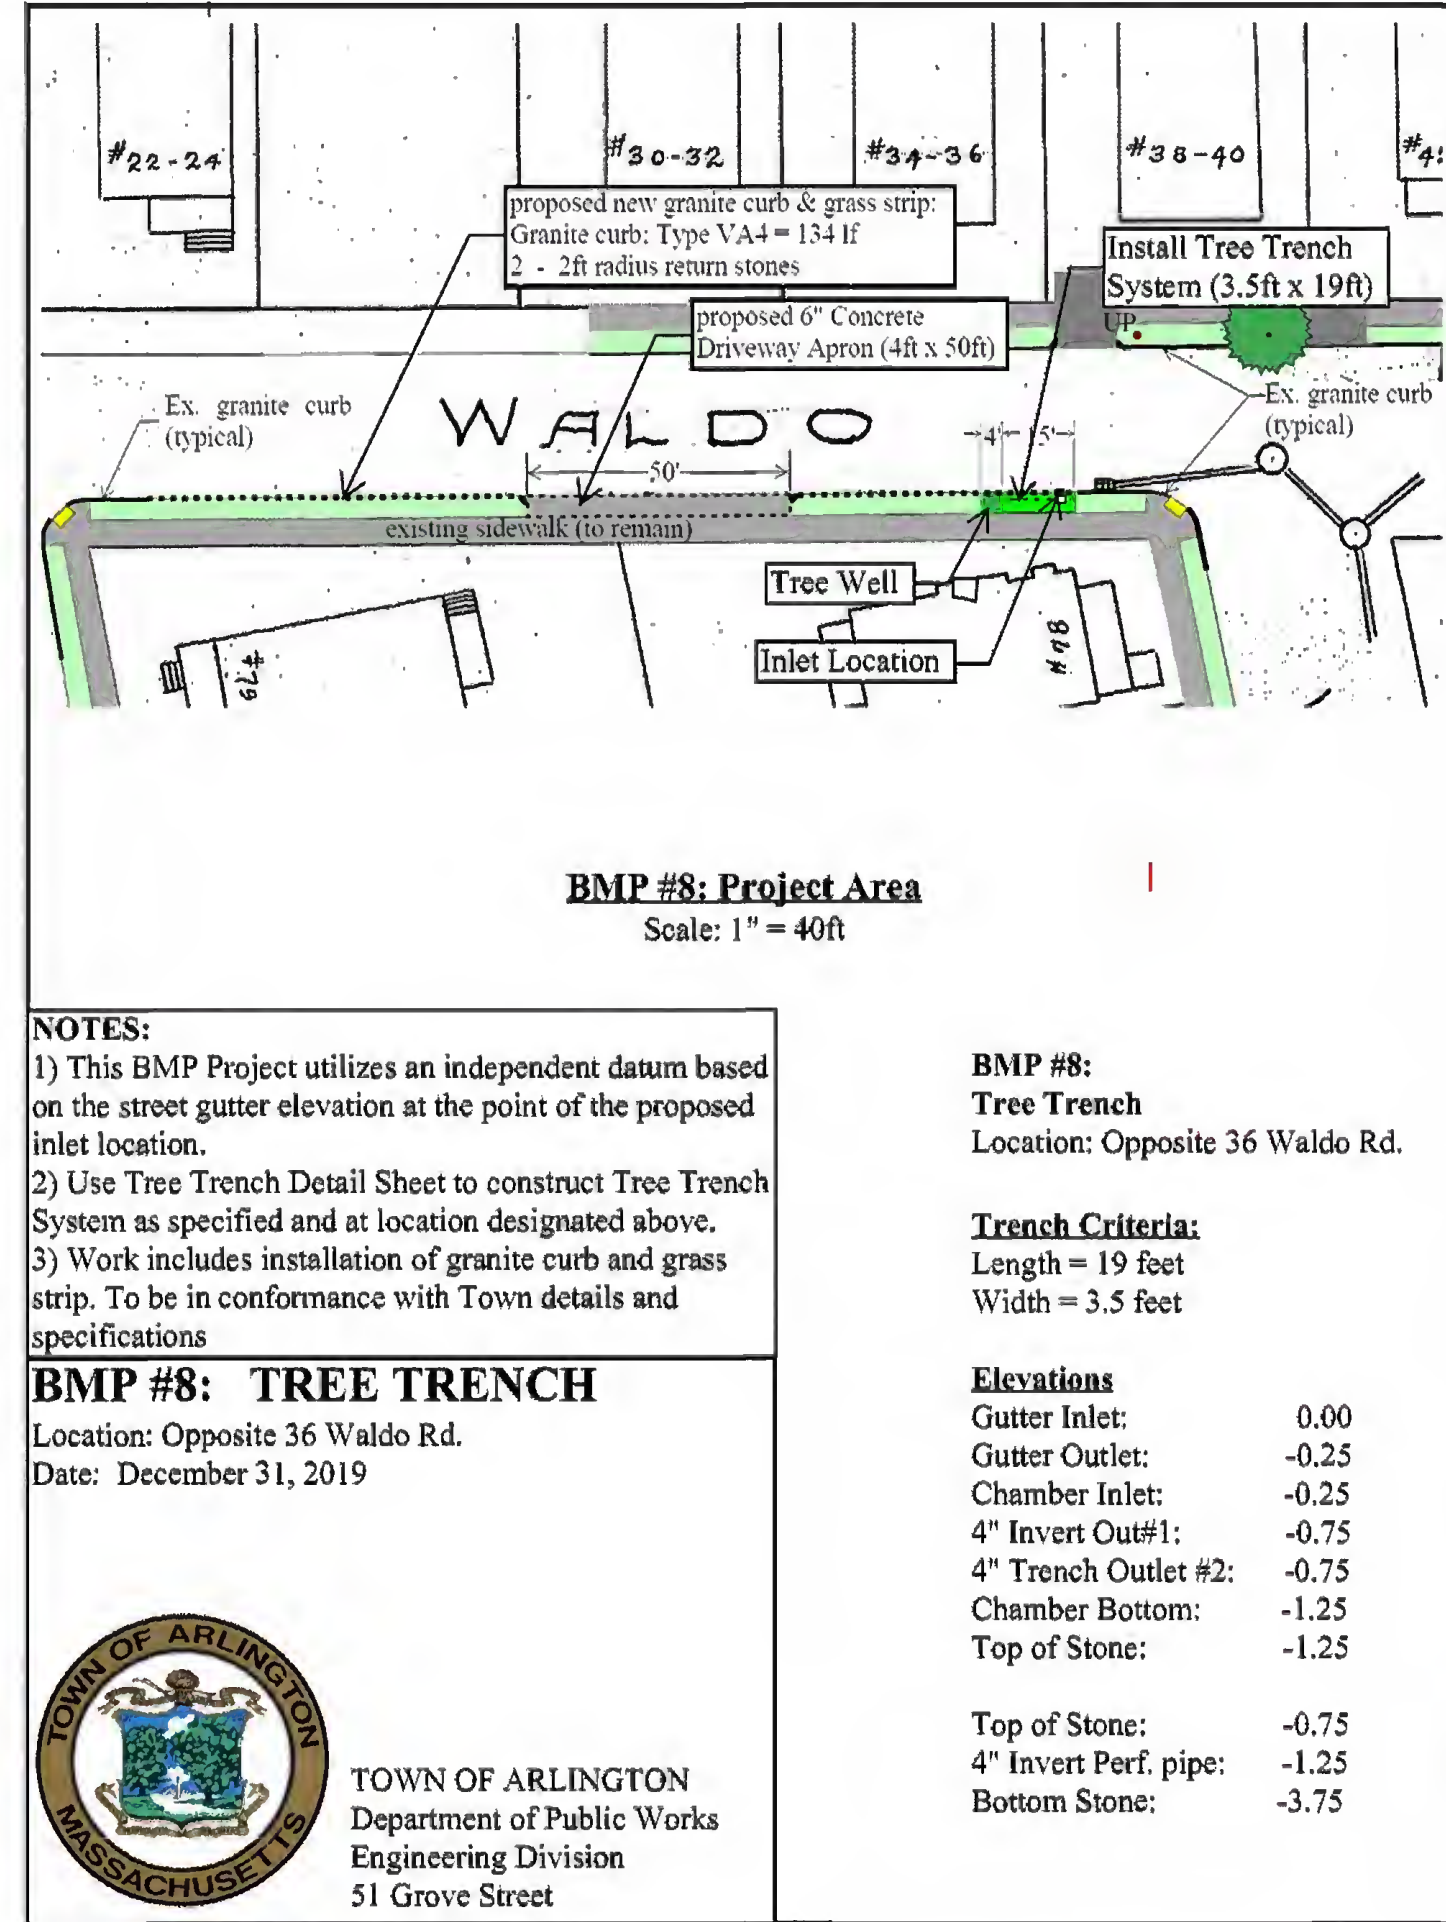 #22-24
#30-32
#34-36
#38-40
proposed new granite curb & grass strip:
Granite curb: Type VA4 = 134 lf
2 - 2ft radius return stones
Install Tree Trench
System (3.5ft x 19ft)
proposed 6" Concrete
Driveway Apron (4ft x 50ft)
UP
Ex. granite curb
(typical)
WALDO
Ex. granite curb
(typical)
4'
15'
50'
existing sidewalk (to remain)
Tree Well
Inlet Location
#79
#78
BMP #8: Project Area
Scale: 1" = 40ft
NOTES:
1) This BMP Project utilizes an independent datum based
on the street gutter elevation at the point of the proposed
inlet location.
2) Use Tree Trench Detail Sheet to construct Tree Trench
System as specified and at location designated above.
3) Work includes installation of granite curb and grass
strip. To be in conformance with Town details and
specifications
BMP #8: TREE TRENCH
Location: Opposite 36 Waldo Rd.
Date: December 31, 2019
TOWN OF ARLINGTON
MASSACHUSETTS
TOWN OF ARLINGTON
Department of Public Works
Engineering Division
51 Grove Street
BMP #8:
Tree Trench
Location: Opposite 36 Waldo Rd.
Trench Criteria:
Length = 19 feet
Width = 3.5 feet
Elevations
Gutter Inlet: 0.00
Gutter Outlet: -0.25
Chamber Inlet: -0.25
4" Invert Out#1: -0.75
4" Trench Outlet #2: -0.75
Chamber Bottom: -1.25
Top of Stone: -1.25
Top of Stone: -0.75
4" Invert Perf. pipe: -1.25
Bottom Stone: -3.75